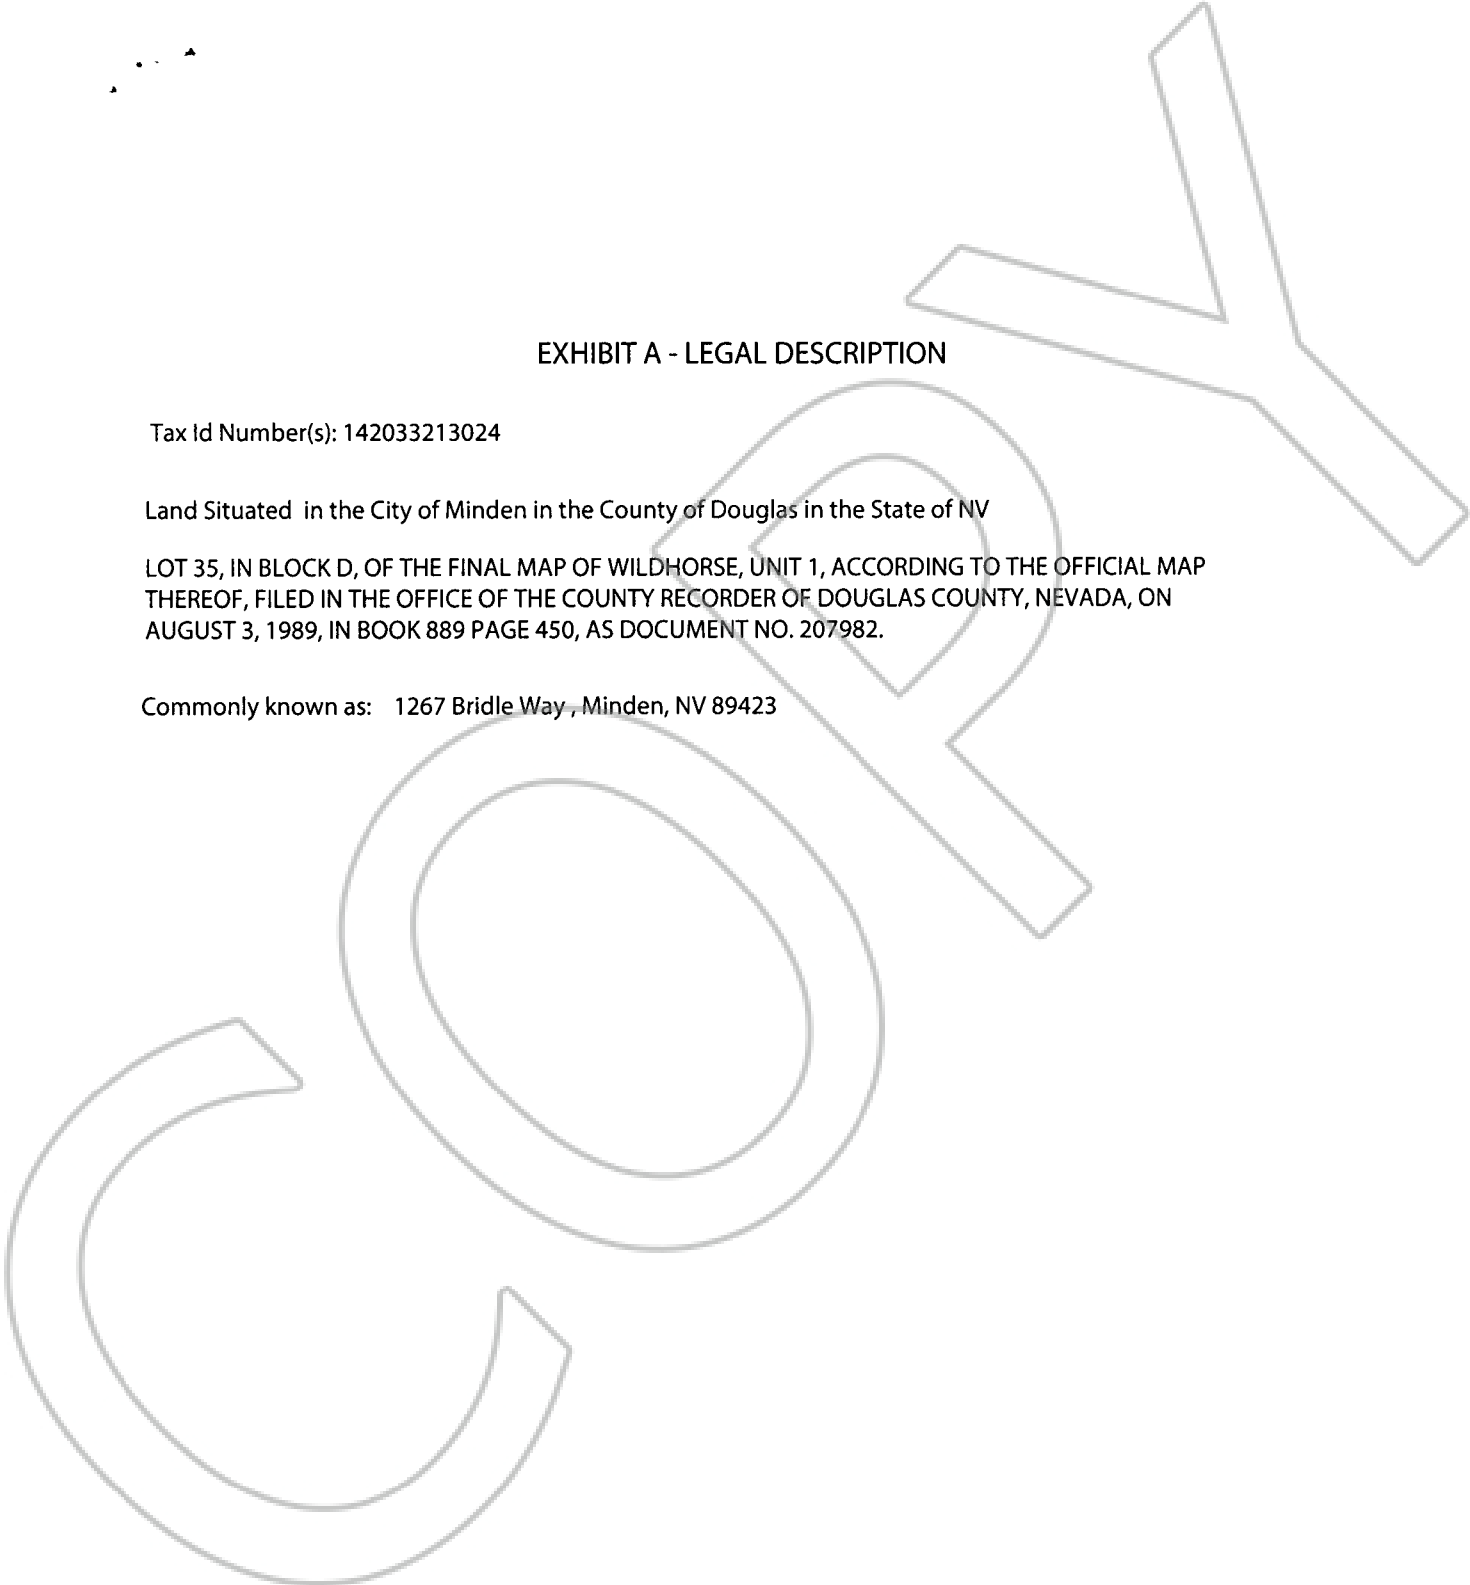 EXHIBIT A - LEGAL DESCRIPTION
Tax Id Number(s): 142033213024
Land Situated in the City of Minden in the County of Douglas in the State of NV
LOT 35, IN BLOCK D, OF THE FINAL MAP OF WILDHORSE, UNIT 1, ACCORDING TO THE OFFICIAL MAP
THEREOF, FILED IN THE OFFICE OF THE COUNTY RECORDER OF DOUGLAS COUNTY, NEVADA, ON
AUGUST 3, 1989, IN BOOK 889 PAGE 450, AS DOCUMENT NO. 207982.
Commonly known as: 1267 Bridle Way , Minden, NV 89423
COPY